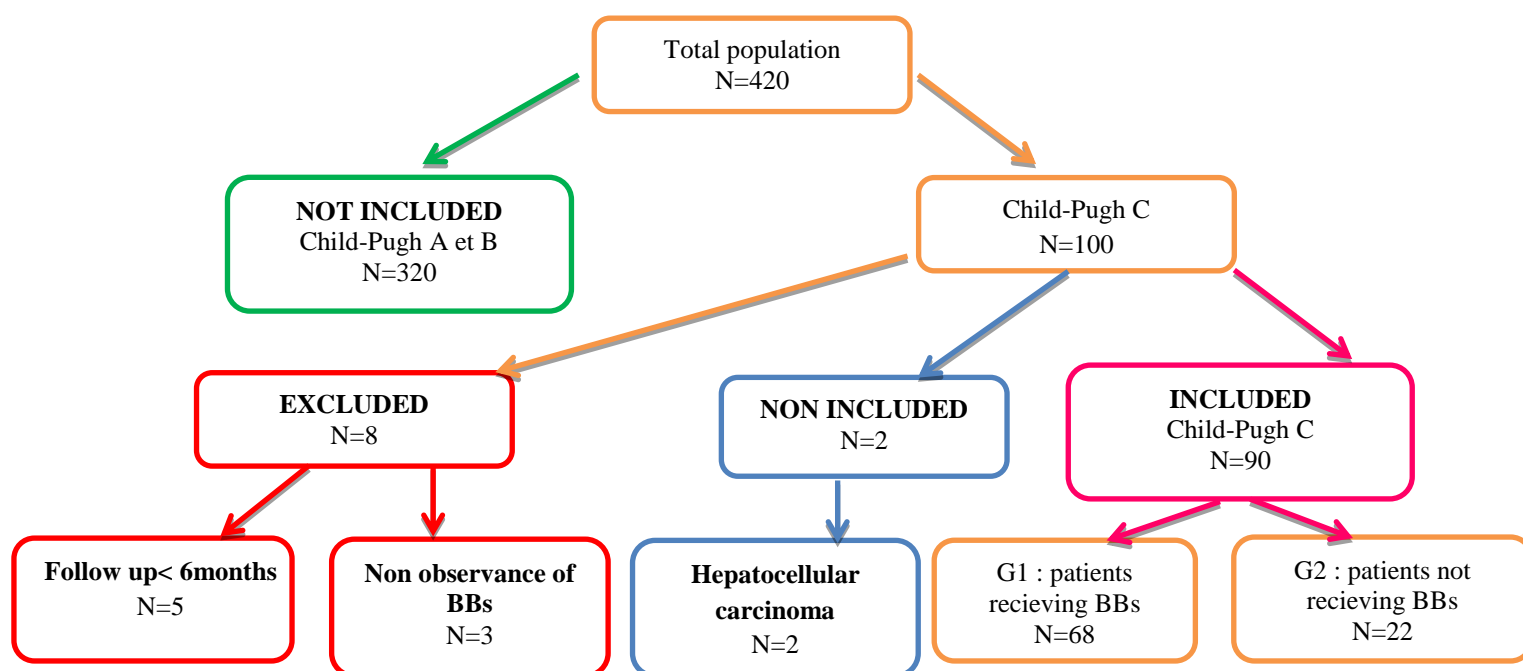 Total population
N=420
NOT INCLUDED
Child-Pugh A et B
N=320
Child-Pugh C
N=100
EXCLUDED
N=8
NON INCLUDED
N=2
INCLUDED
Child-Pugh C
N=90
Follow up< 6months
N=5
Non observance of
BBs
N=3
Hepatocellular
carcinoma
N=2
G1 : patients
recieving BBs
N=68
G2 : patients not
recieving BBs
N=22